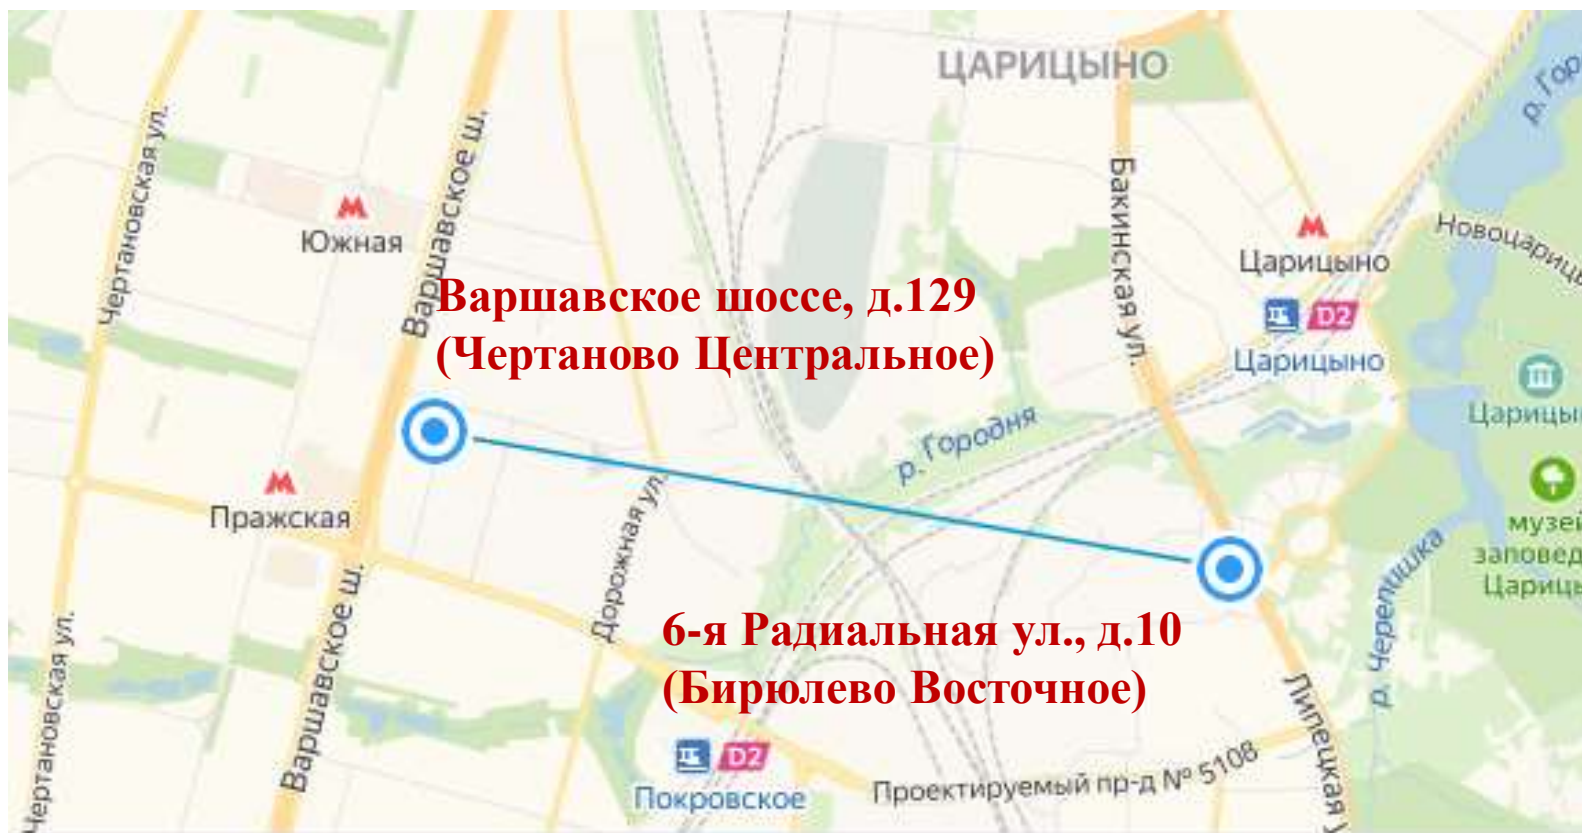 ЦАРИЦЫНО
р. Гор
Чертановская ул.
Варшавское ш.
Бакинская ул.
М
Южная
М
Царицыно
Новоцарицы
D2
Царицыно
Варшавское шоссе, д.129
(Чертаново Центральное)
Царицы
р. Городня
М
Пражская
Дорожная ул.
музей
заповед
Царицы
р. Черепишка
6-я Радиальная ул., д.10
(Бирюлево Восточное)
Чертановская ул.
Варшавское ш.
Липецкая у
D2
Покровское
Проектируемый пр-д № 5108